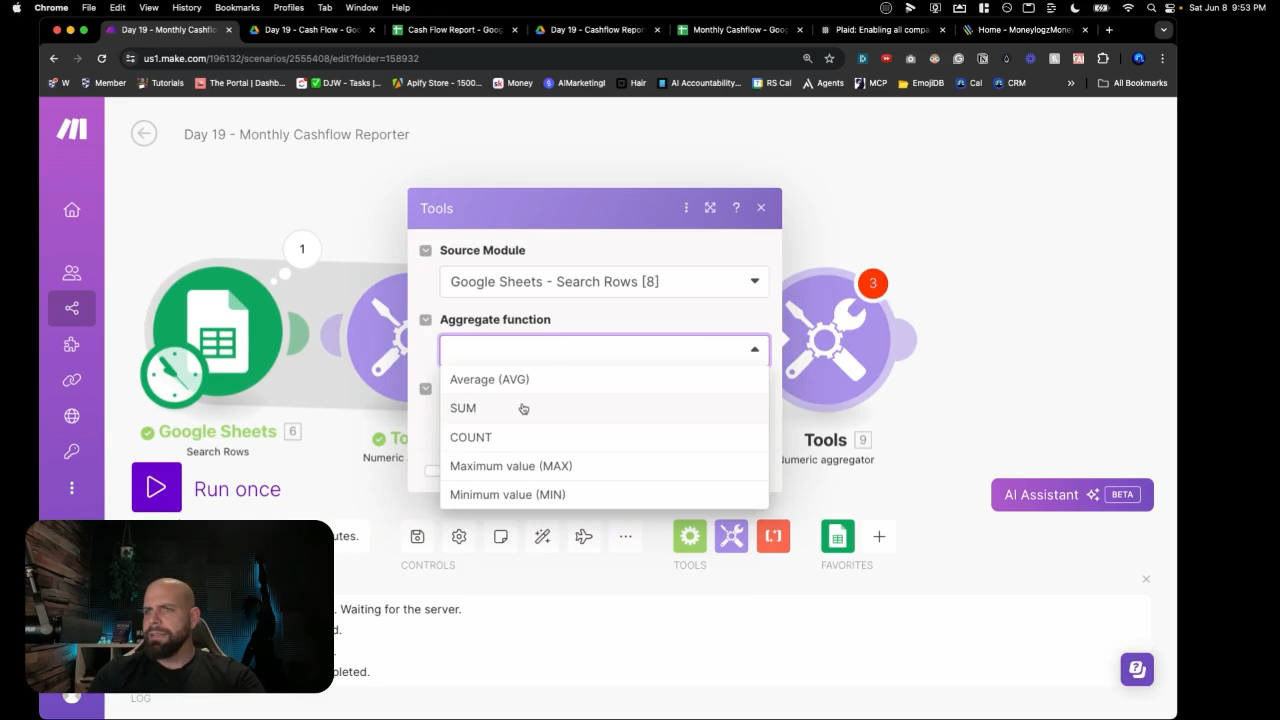 Chrome File Edit View History Bookmarks Profiles Tab Window Help
Sat Jun 8 9:53 PM
Day 19 - Monthly Cashflo
Day 19 - Cash Flow - Goo
Cash Flow Report - Goog
Day 19 - Cashflow Repor
Monthly Cashflow - Goog
Plaid: Enabling all compa
Home - MoneylogzMoney
us1.make.com/196132/scenarios/2555408/edit?folder=158932
W
Member
Tutorials
The Portal | Dashb...
DJW - Tasks |...
Apify Store - 1500...
Money
AIMarketingl
Hair
AI Accountability...
RS Cal
Agents
MCP
EmojiDB
Cal
CRM
»
All Bookmarks
Day 19 - Monthly Cashflow Reporter
Tools
Source Module
1
Google Sheets - Search Rows [8]
3
Aggregate function
Average (AVG)
SUM
COUNT
Maximum value (MAX)
Minimum value (MIN)
Google Sheets 6
Search Rows
To
Numeric a
Tools 9
Numeric aggregator
Run once
AI Assistant BETA
utes.
CONTROLS
TOOLS
FAVORITES
. Waiting for the server.
d.
.
pleted.
LOG